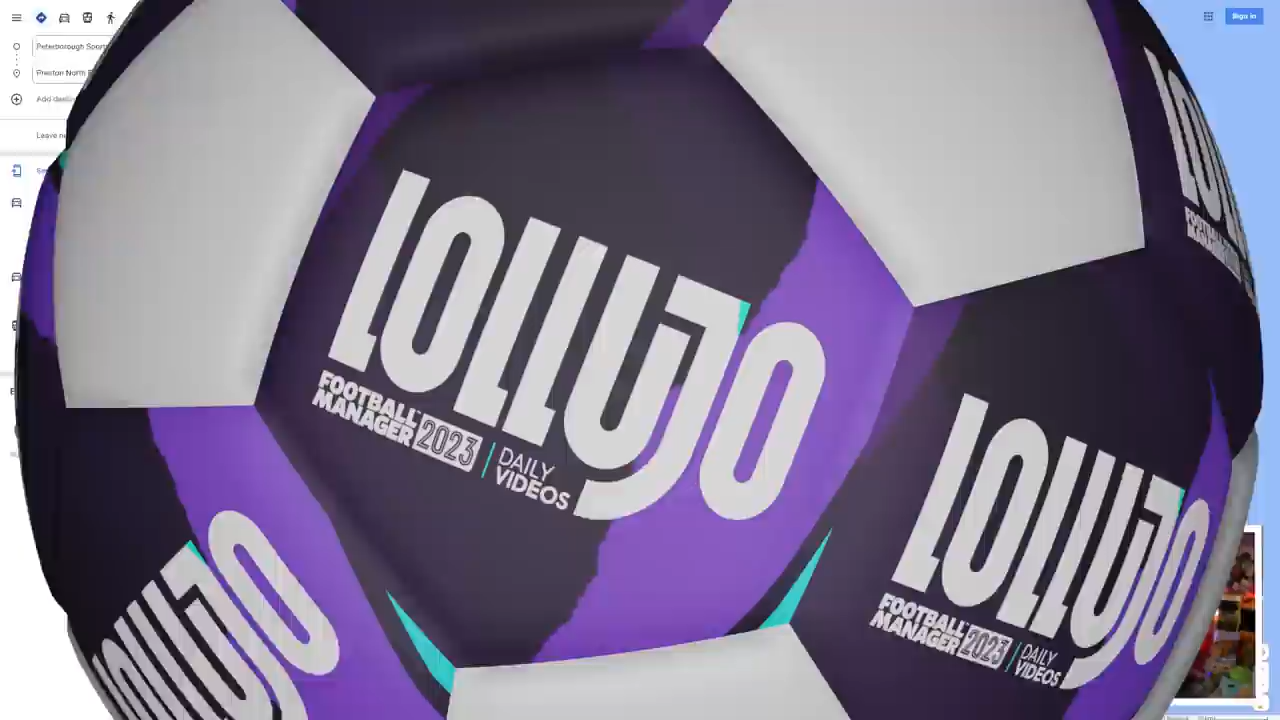 Sign in
Peterborough Sports
Preston North
Add desti
Leave n
LOLLUJO
FOOTBALL
MANAGER 2023
DAILY
VIDEOS
LOLLUJO
FOOTBALL
MANAGER 2023
DAILY
VIDEOS
LOLLUJO